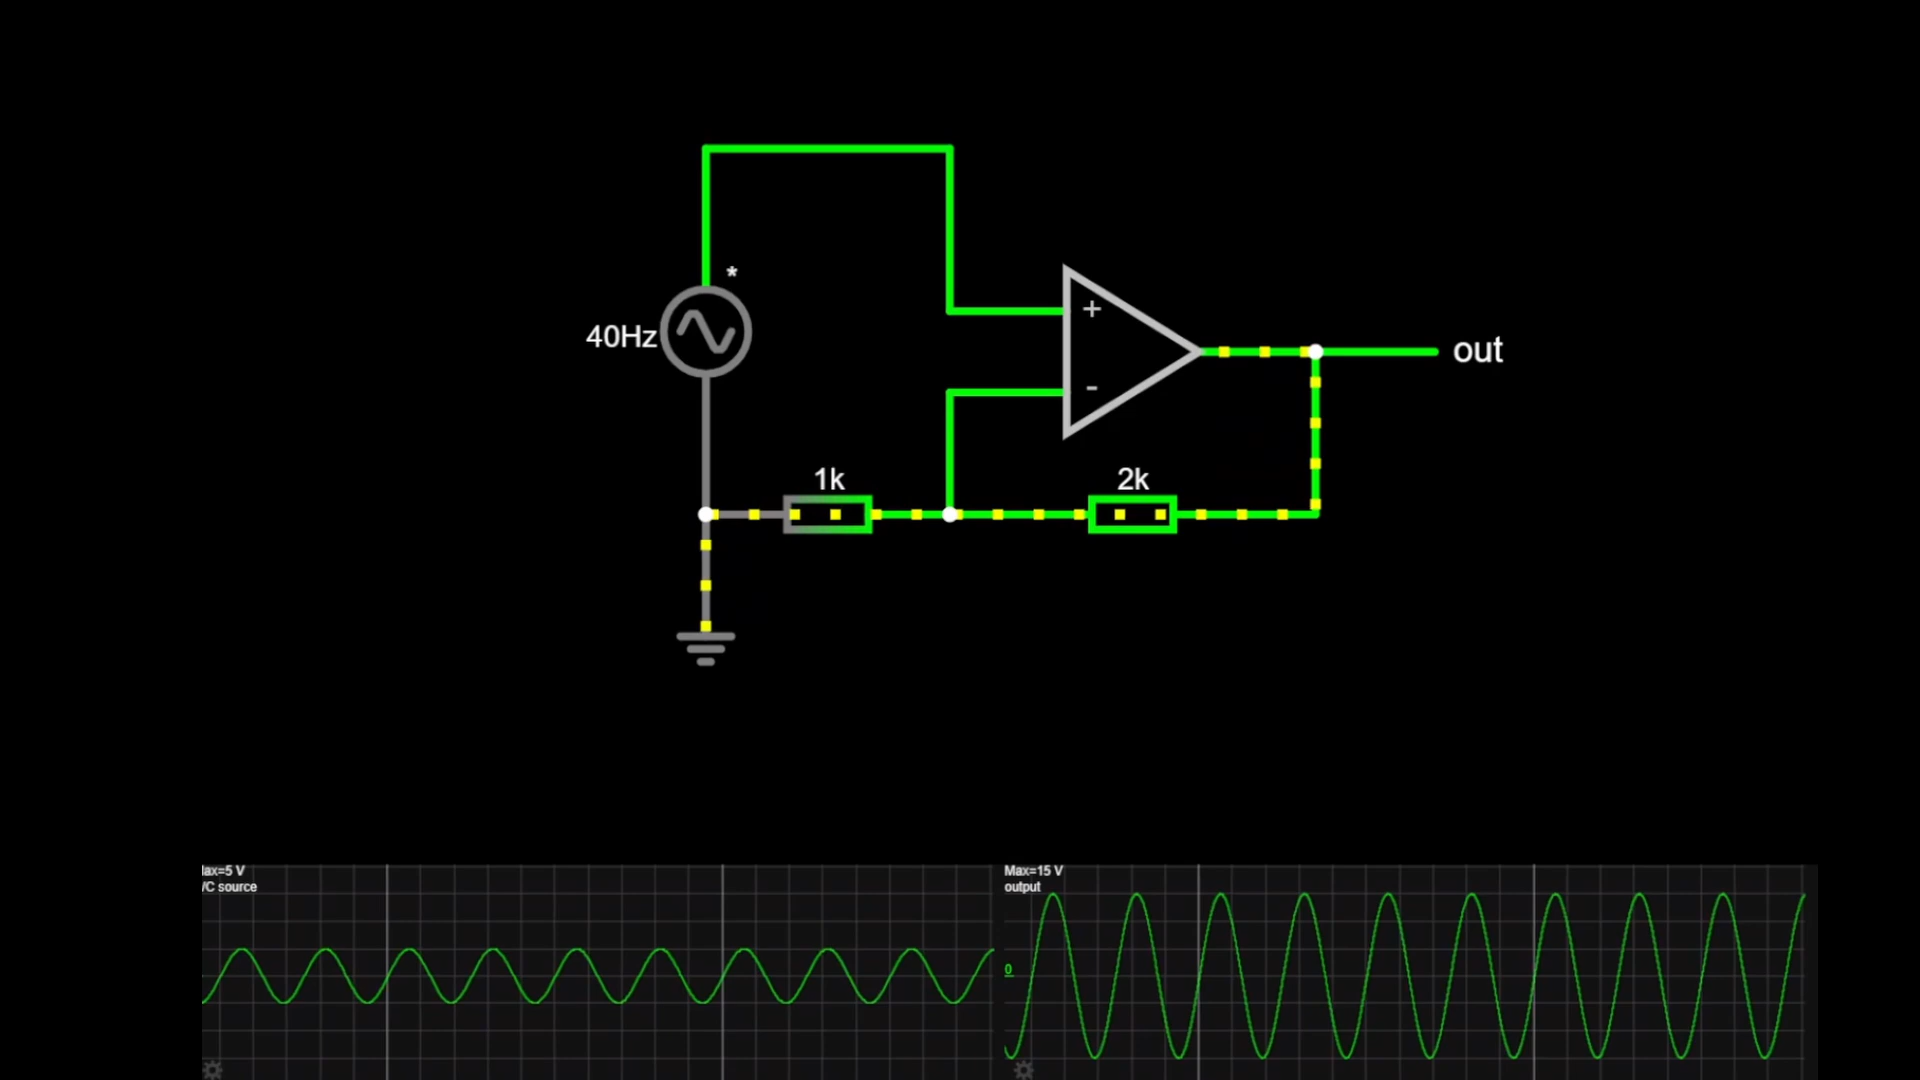 *
40Hz
+
out
-
1k
2k
lax=5 V
/C source
Max=15 V
output
0